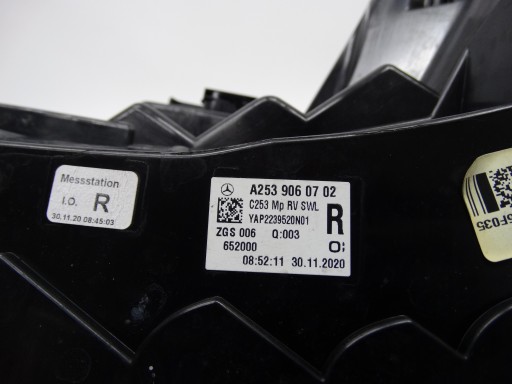 Messstation
I.O. R
30.11.20 08:45:03
A253 906 07 02
C253 Mp RV SWL
YAP2239520N01
R
ZGS 006 Q:003
652000 O;
08:52:11 30.11.2020
6F035